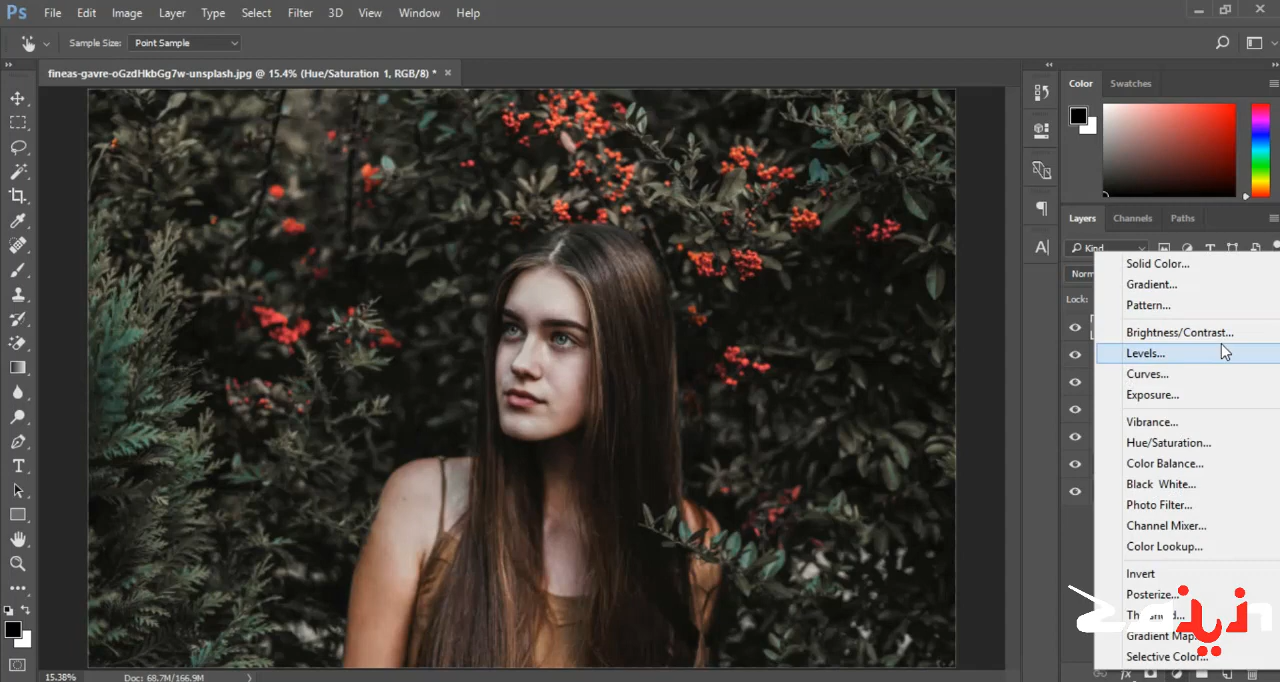 Ps File Edit Image Layer Type Select Filter 3D View Window Help
Sample Size: Point Sample
fineas-gavre-oGzdHkbGg7w-unsplash.jpg @ 15.4% (Hue/Saturation 1, RGB/8) *
Color Swatches
Layers Channels Paths
Kind
Solid Color...
Norm
Gradient...
Lock:
Pattern...
Brightness/Contrast...
Levels...
Curves...
Exposure...
Vibrance...
Hue/Saturation...
Color Balance...
Black White...
Photo Filter...
Channel Mixer...
Color Lookup...
Invert
Posterize...
Gradient Map...
Selective Color...
15.38% Doc: 68.7M/166.9M